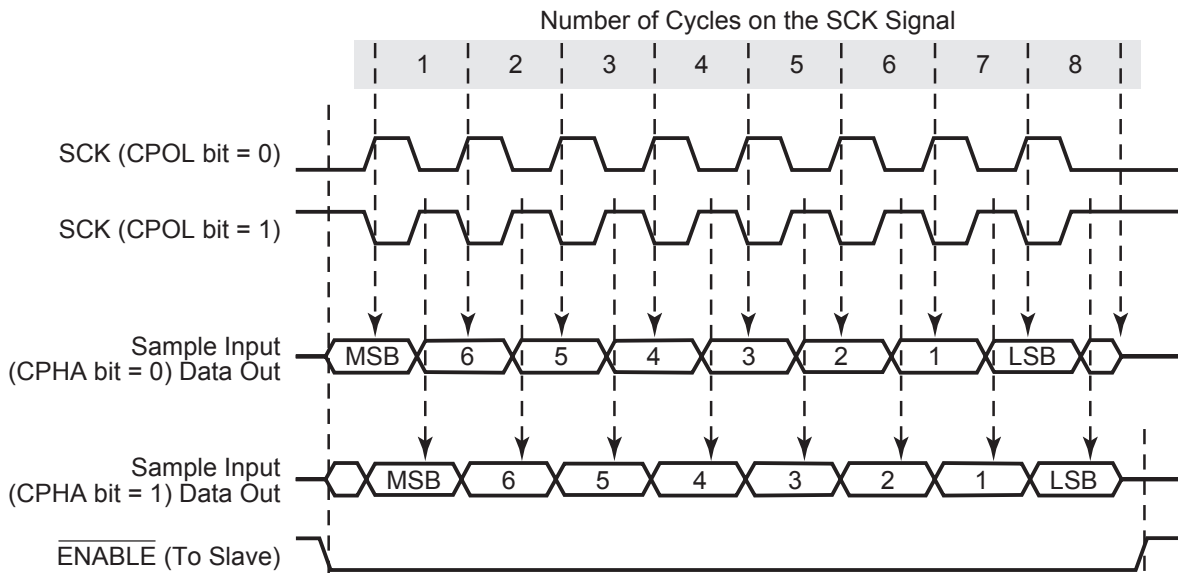 Number of Cycles on the SCK Signal
1 2 3 4 5 6 7 8
SCK (CPOL bit = 0)
SCK (CPOL bit = 1)
Sample Input
(CPHA bit = 0) Data Out
MSB 6 5 4 3 2 1 LSB
Sample Input
(CPHA bit = 1) Data Out
MSB 6 5 4 3 2 1 LSB
ENABLE (To Slave)